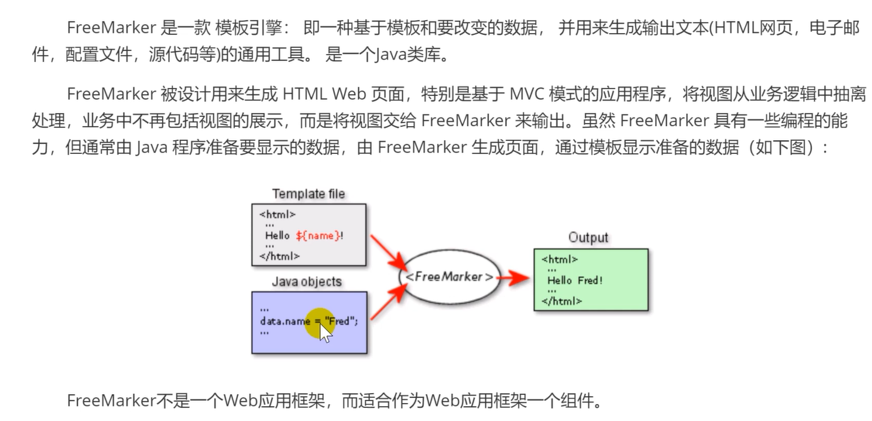 FreeMarker 是一款 模板引擎： 即一种基于模板和要改变的数据， 并用来生成输出文本(HTML网页，电子邮
件，配置文件，源代码等)的通用工具。 是一个Java类库。
FreeMarker 被设计用来生成 HTML Web 页面，特别是基于 MVC 模式的应用程序，将视图从业务逻辑中抽离
处理，业务中不再包括视图的展示，而是将视图交给 FreeMarker 来输出。虽然 FreeMarker 具有一些编程的能
力，但通常由 Java 程序准备要显示的数据，由 FreeMarker 生成页面，通过模板显示准备的数据（如下图）：
Template file
<html>
...
Hello ${name}!
...
</html>
Java objects
...
data.name = "Fred";
...
<FreeMarker>
Output
<html>
...
Hello Fred!
...
</html>
FreeMarker不是一个Web应用框架，而适合作为Web应用框架一个组件。